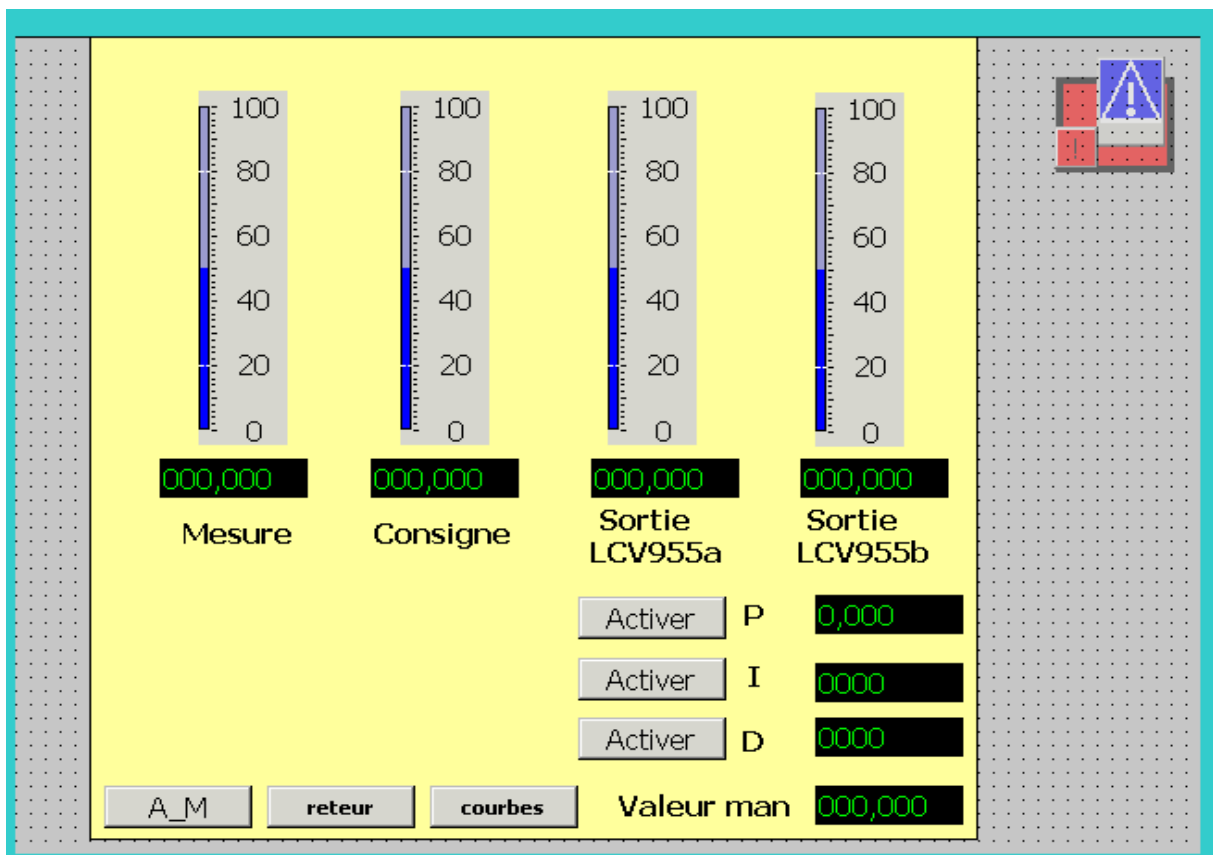 100 100 100 100
80 80 80 80
60 60 60 60
40 40 40 40
20 20 20 20
0 0 0 0
000,000 000,000 000,000 000,000
Mesure Consigne Sortie LCV955a Sortie LCV955b
Activer P 0,000
Activer I 0000
Activer D 0000
A_M reteur courbes Valeur man 000,000